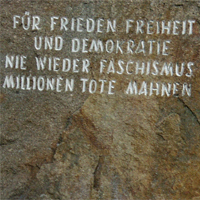 FÜR FRIEDEN FREIHEIT
UND DEMOKRATIE
NIE WIEDER FASCHISMUS
MILLIONEN TOTE MAHNEN